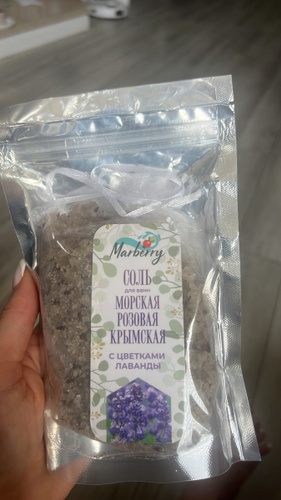 Marberry
СОЛЬ
для ванн
МОРСКАЯ
РОЗОВАЯ
КРЫМСКАЯ
С ЦВЕТКАМИ
ЛАВАНДЫ